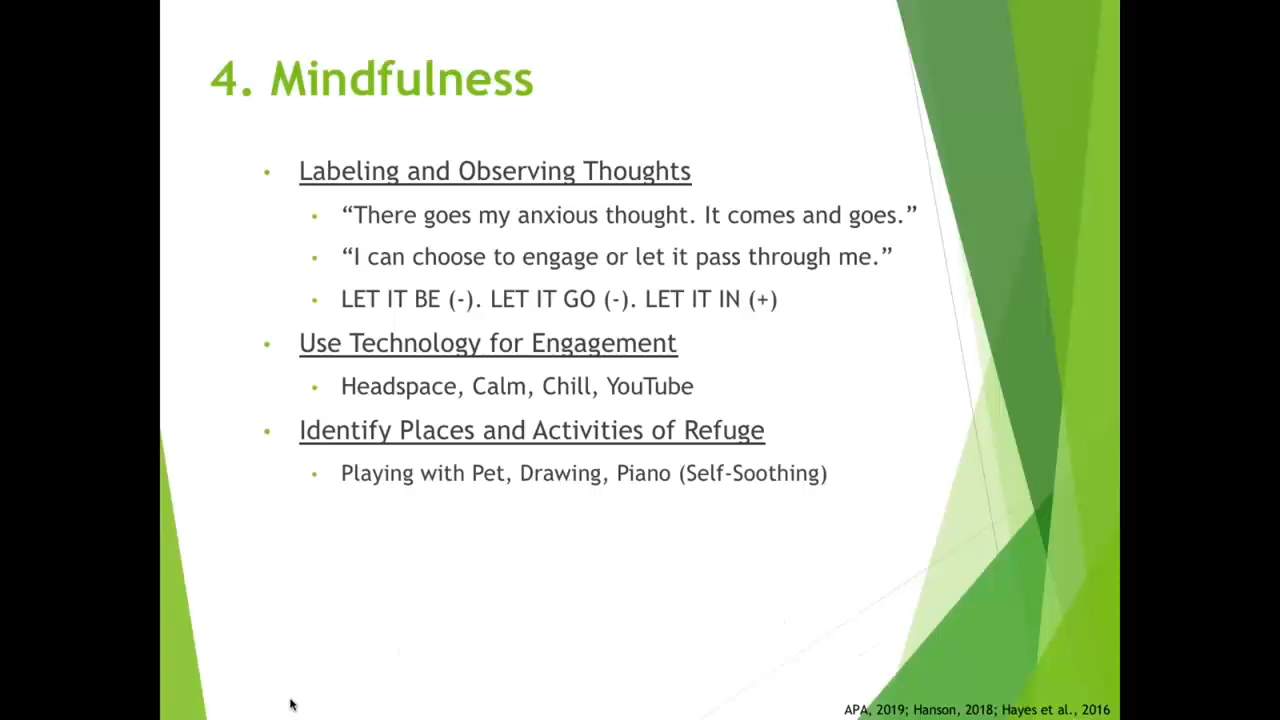 4. Mindfulness
• Labeling and Observing Thoughts
• “There goes my anxious thought. It comes and goes.”
• “I can choose to engage or let it pass through me.”
• LET IT BE (-). LET IT GO (-). LET IT IN (+)
• Use Technology for Engagement
• Headspace, Calm, Chill, YouTube
• Identify Places and Activities of Refuge
• Playing with Pet, Drawing, Piano (Self-Soothing)
APA, 2019; Hanson, 2018; Hayes et al., 2016